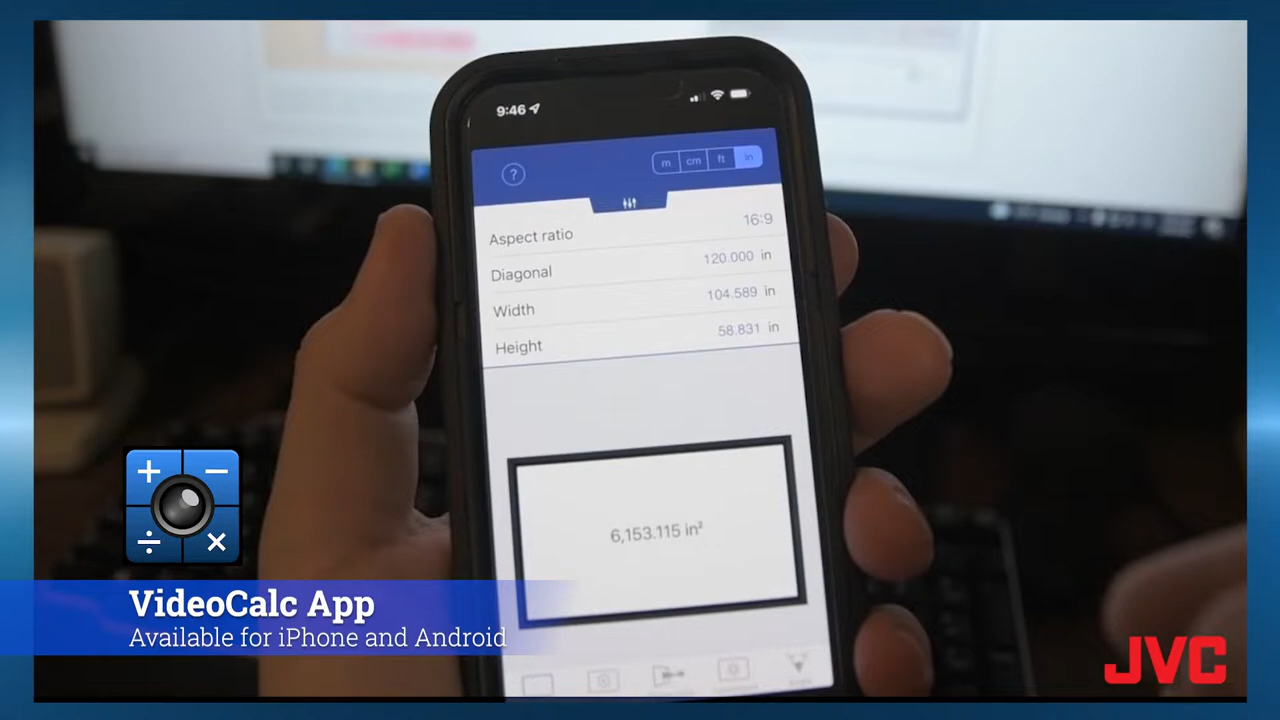 9:46
?
m cm ft in
Aspect ratio 16:9
Diagonal 120.000 in
Width 104.589 in
Height 58.831 in
6,153.115 in²
+ −
÷ ×
VideoCalc App
Available for iPhone and Android
JVC